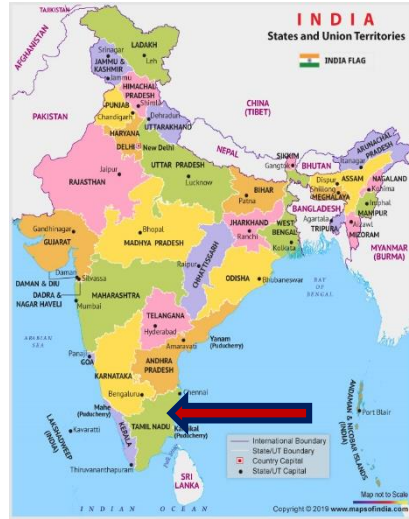 INDIA
States and Union Territories
INDIA FLAG
TAJIKISTAN
AFGHANISTAN
LADAKH
Srinagar
Leh
JAMMU & KASHMIR
Jammu
HIMACHAL PRADESH
Shimla
PUNJAB
Chandigarh
Dehradun
UTTARAKHAND
HARYANA
DELHI
New Delhi
PAKISTAN
CHINA
(TIBET)
NEPAL
BHUTAN
SIKKIM
Gangtok
ARUNACHAL PRADESH
Itanagar
RAJASTHAN
Jaipur
UTTAR PRADESH
Lucknow
BIHAR
Patna
ASSAM
Dispur
NAGALAND
Kohima
Shillong
MEGHALAYA
Imphal
MANIPUR
BANGLADESH
Agartala
TRIPURA
Aizawl
MIZORAM
MYANMAR
(BURMA)
Gandhinagar
GUJARAT
Bhopal
MADHYA PRADESH
JHARKHAND
Ranchi
WEST BENGAL
Kolkata
Raipur
CHHATTISGARH
ODISHA
Bhubaneswar
Daman
Silvassa
DAMAN & DIU
DADRA & NAGAR HAVELI
Mumbai
MAHARASHTRA
TELANGANA
Hyderabad
Amaravati
Yanam
(Puducherry)
BAY OF BENGAL
ARABIAN SEA
Panaji
GOA
KARNATAKA
ANDHRA PRADESH
Bengaluru
Chennai
Mahe
(Puducherry)
TAMIL NADU
(Puducherry)
KERALA
LAKSHADWEEP
(INDIA)
Kavaratti
Thiruvananthapuram
SRI LANKA
ANDAMAN & NICOBAR ISLANDS
(INDIA)
Port Blair
International Boundary
State/UT Boundary
Country Capital
State/UT Capital
Map not to Scale
INDIAN OCEAN
Copyright © 2019 www.mapsofindia.com